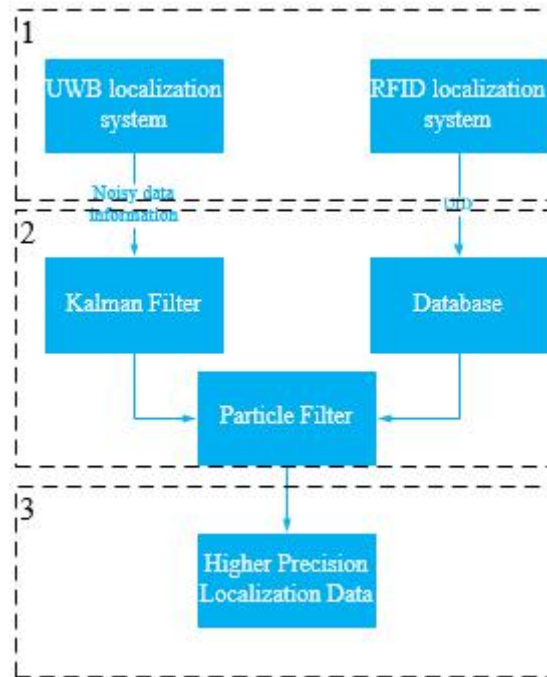 1
UWB localization
system
RFID localization
system
Noisy data
information
UID
2
Kalman Filter
Database
Particle Filter
3
Higher Precision
Localization Data